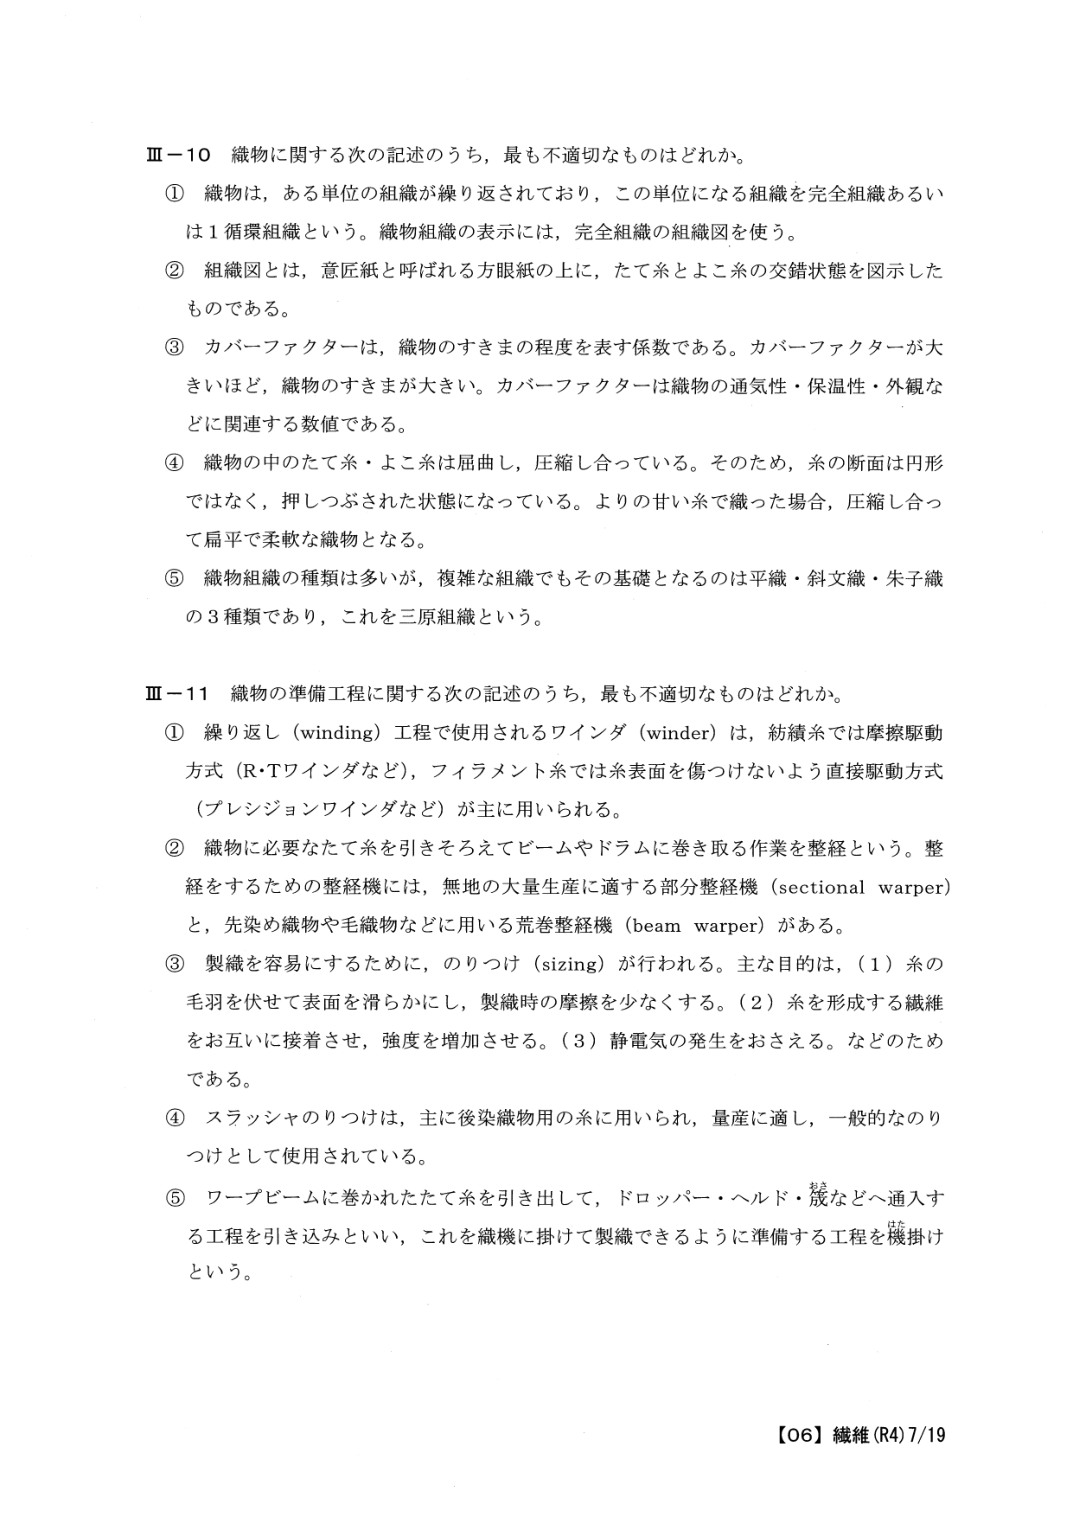 Ⅲ－10　織物に関する次の記述のうち，最も不適切なものはどれか。
①　織物は，ある単位の組織が繰り返されており，この単位になる組織を完全組織あるい
は１循環組織という。織物組織の表示には，完全組織の組織図を使う。
②　組織図とは，意匠紙と呼ばれる方眼紙の上に，たて糸とよこ糸の交錯状態を図示した
ものである。
③　カバーファクターは，織物のすきまの程度を表す係数である。カバーファクターが大
きいほど，織物のすきまが大きい。カバーファクターは織物の通気性・保温性・外観な
どに関連する数値である。
④　織物の中のたて糸・よこ糸は屈曲し，圧縮し合っている。そのため，糸の断面は円形
ではなく，押しつぶされた状態になっている。よりの甘い糸で織った場合，圧縮し合っ
て扁平で柔軟な織物となる。
⑤　織物組織の種類は多いが，複雑な組織でもその基礎となるのは平織・斜文織・朱子織
の３種類であり，これを三原組織という。
Ⅲ－11　織物の準備工程に関する次の記述のうち，最も不適切なものはどれか。
①　繰り返し（winding）工程で使用されるワインダ（winder）は，紡績糸では摩擦駆動
方式（R･Tワインダなど），フィラメント糸では糸表面を傷つけないよう直接駆動方式
（プレシジョンワインダなど）が主に用いられる。
②　織物に必要なたて糸を引きそろえてビームやドラムに巻き取る作業を整経という。整
経をするための整経機には，無地の大量生産に適する部分整経機（sectional warper）
と，先染め織物や毛織物などに用いる荒巻整経機（beam warper）がある。
③　製織を容易にするために，のりつけ（sizing）が行われる。主な目的は，（１）糸の
毛羽を伏せて表面を滑らかにし，製織時の摩擦を少なくする。（２）糸を形成する繊維
をお互いに接着させ，強度を増加させる。（３）静電気の発生をおさえる。などのため
である。
④　スラッシャのりつけは，主に後染織物用の糸に用いられ，量産に適し，一般的なのり
つけとして使用されている。
⑤　ワープビームに巻かれたたて糸を引き出して，ドロッパー・ヘルド・筬（おさ）などへ通入す
る工程を引き込みといい，これを織機に掛けて製織できるように準備する工程を機（はた）掛け
という。
【06】繊維(R4)7/19